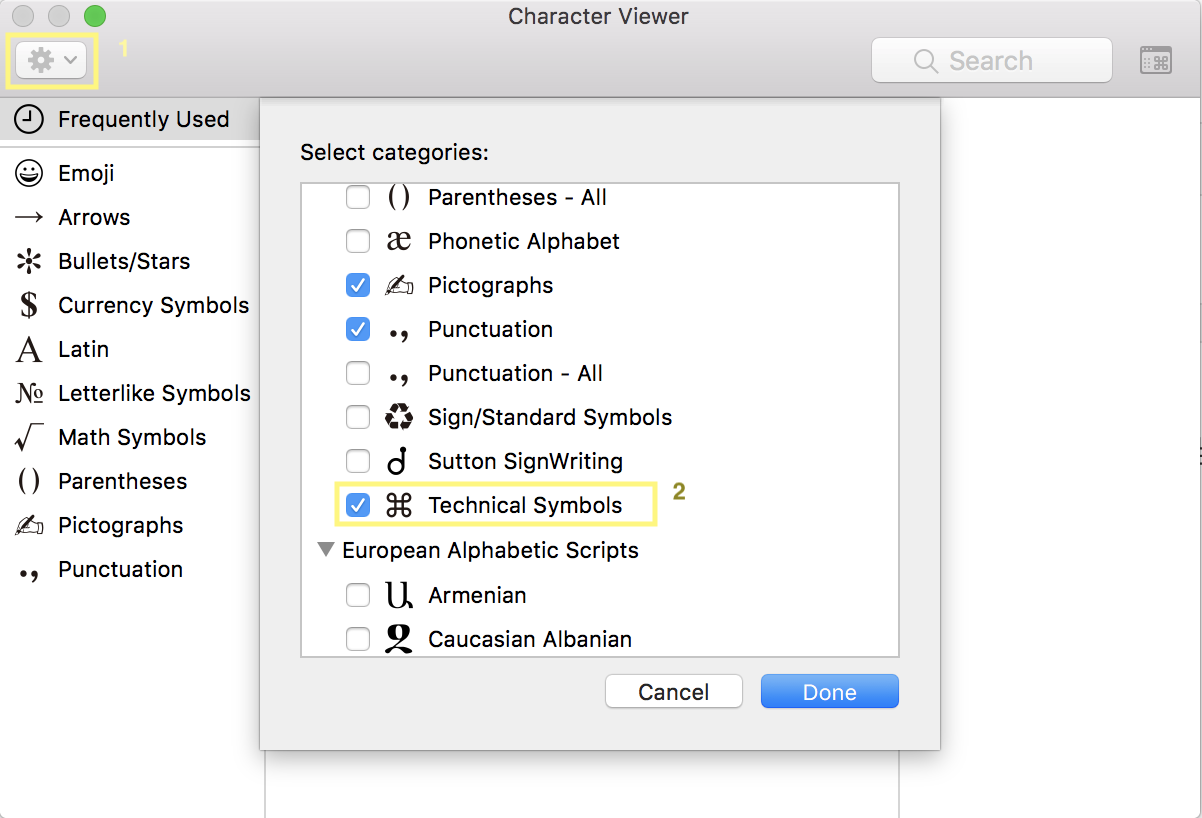 Character Viewer
1
Search
Frequently Used
Emoji
Arrows
Bullets/Stars
$ Currency Symbols
A Latin
№ Letterlike Symbols
√ Math Symbols
() Parentheses
Pictographs
., Punctuation
Select categories:
() Parentheses - All
æ Phonetic Alphabet
Pictographs
., Punctuation
., Punctuation - All
Sign/Standard Symbols
Sutton SignWriting
⌘ Technical Symbols
2
European Alphabetic Scripts
Ա Armenian
Caucasian Albanian
Cancel
Done